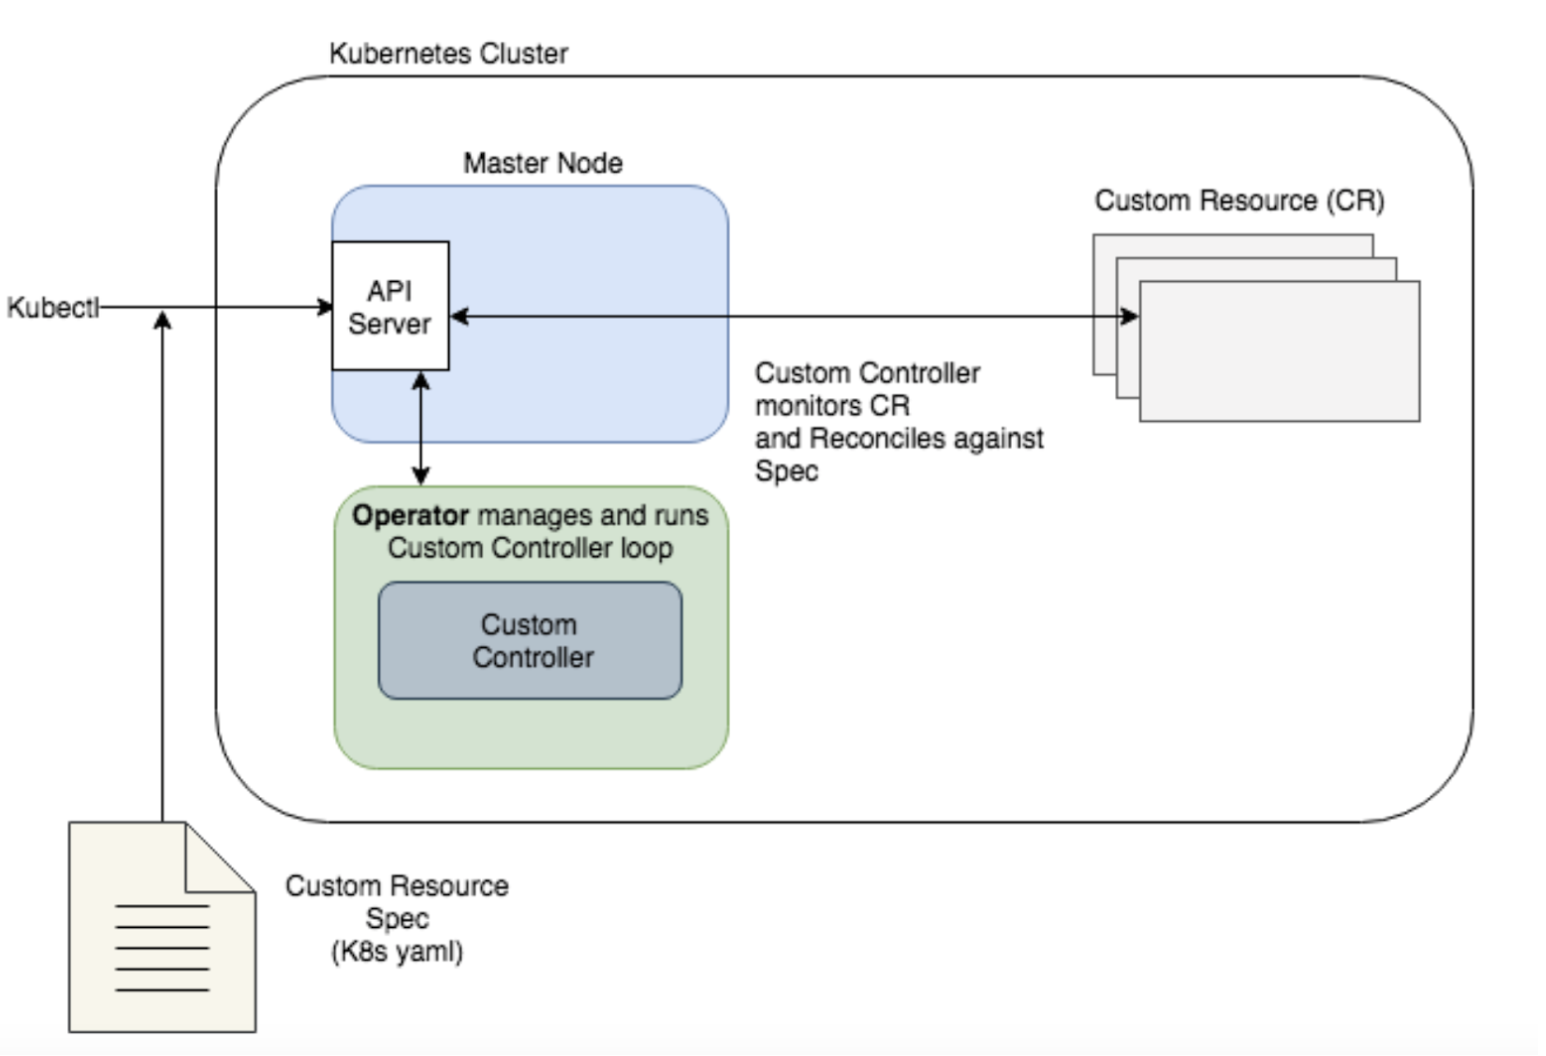 Kubernetes Cluster
Master Node
Custom Resource (CR)
API
Server
Kubectl
Custom Controller
monitors CR
and Reconciles against
Spec
Operator manages and runs
Custom Controller loop
Custom
Controller
Custom Resource
Spec
(K8s yaml)